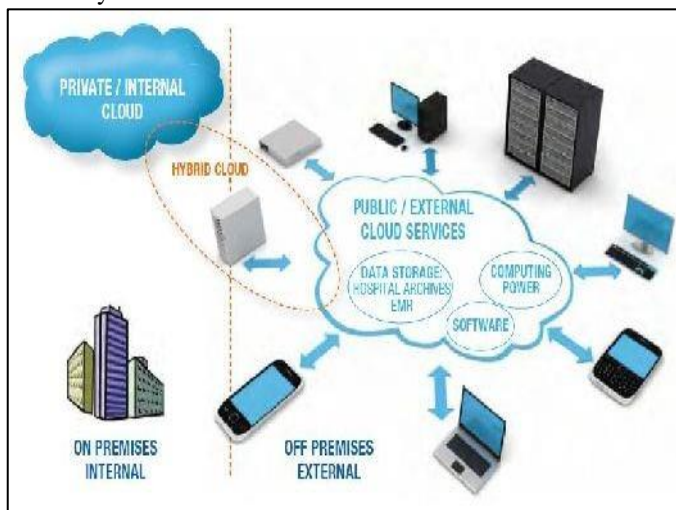 PRIVATE / INTERNAL
CLOUD
HYBRID CLOUD
PUBLIC / EXTERNAL
CLOUD SERVICES
DATA STORAGE:
HOSPITAL ARCHIVES
EMR
COMPUTING
POWER
SOFTWARE
ON PREMISES
INTERNAL
OFF PREMISES
EXTERNAL